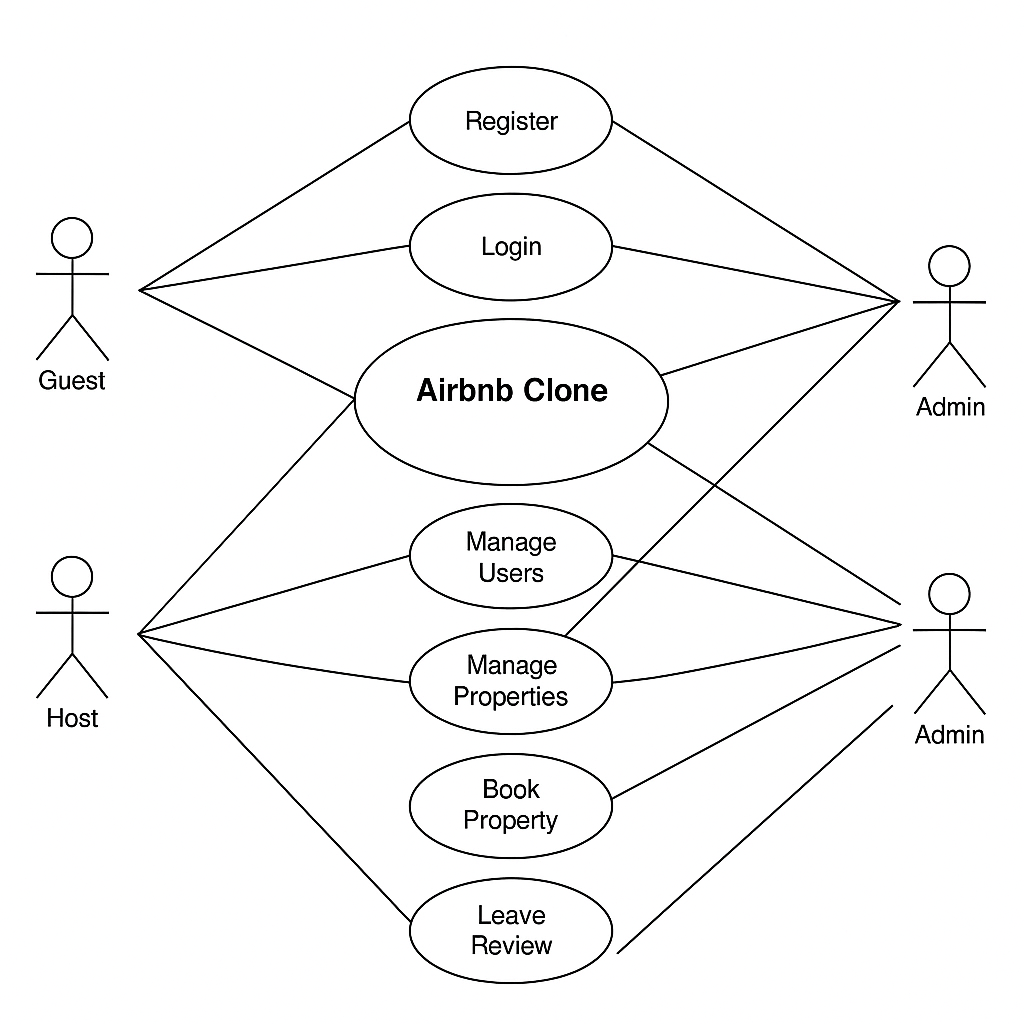 Register
Login
Guest
Airbnb Clone
Admin
Manage
Users
Manage
Properties
Host
Admin
Book
Property
Leave
Review